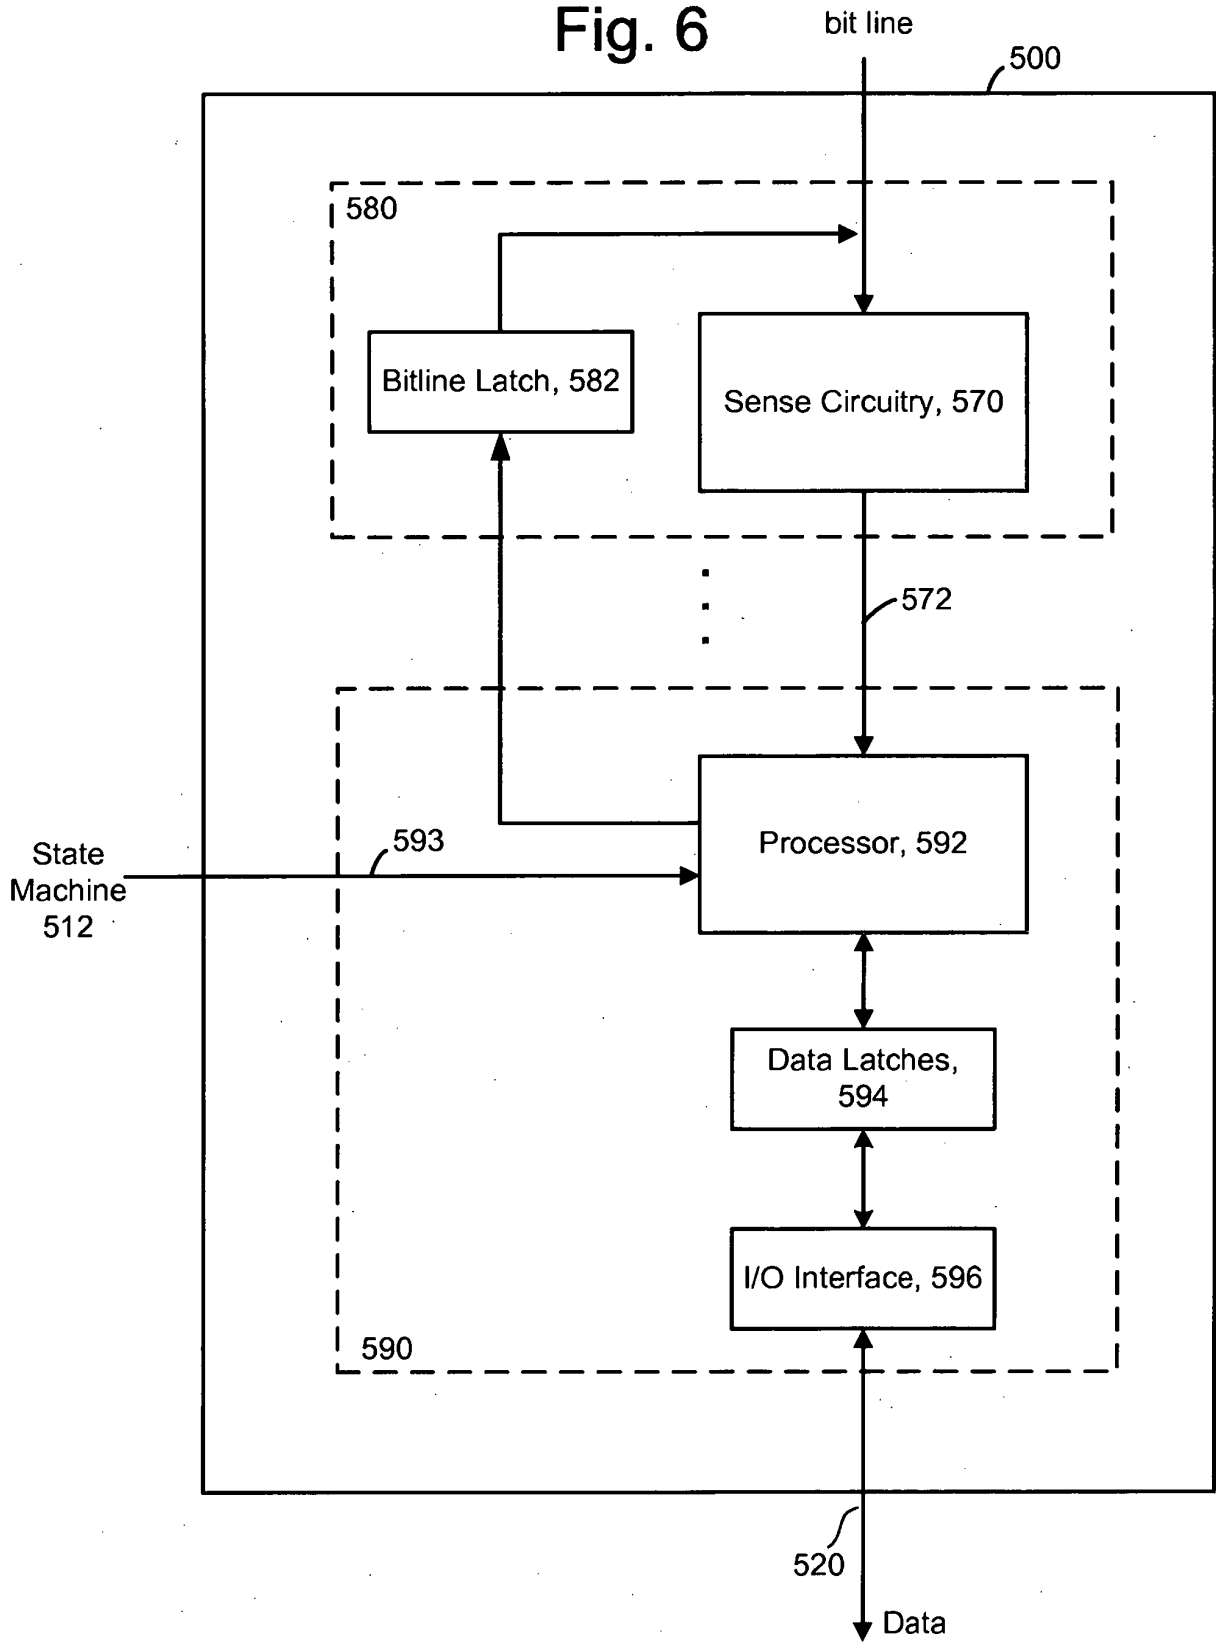 Fig. 6
bit line
500
580
Bitline Latch, 582
Sense Circuitry, 570
572
593
Processor, 592
State
Machine
512
Data Latches,
594
I/O Interface, 596
590
520
Data